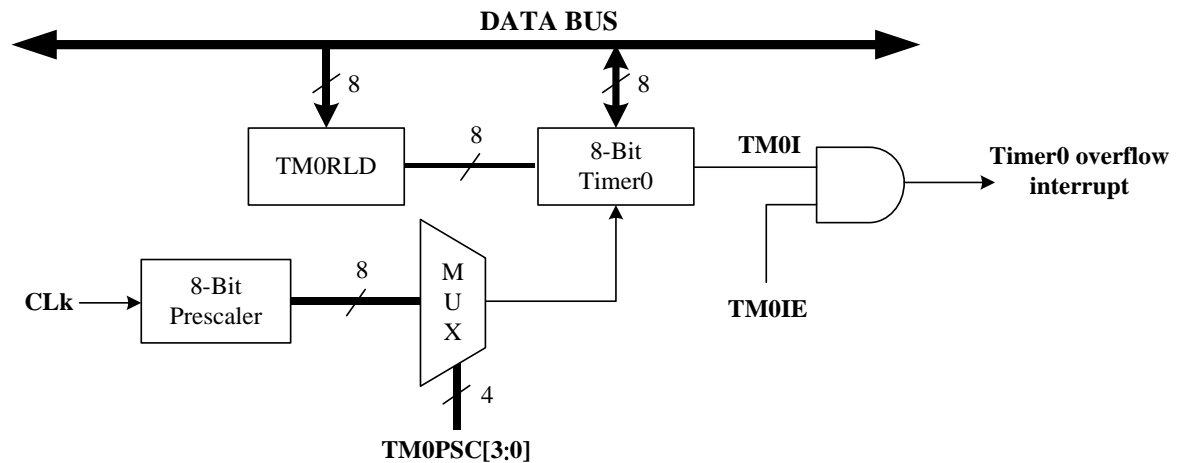 DATA BUS
8
8
TM0RLD
8
8-Bit
Timer0
TM0I
Timer0 overflow
interrupt
CLk
8-Bit
Prescaler
8
M
U
X
TM0IE
4
TM0PSC[3:0]